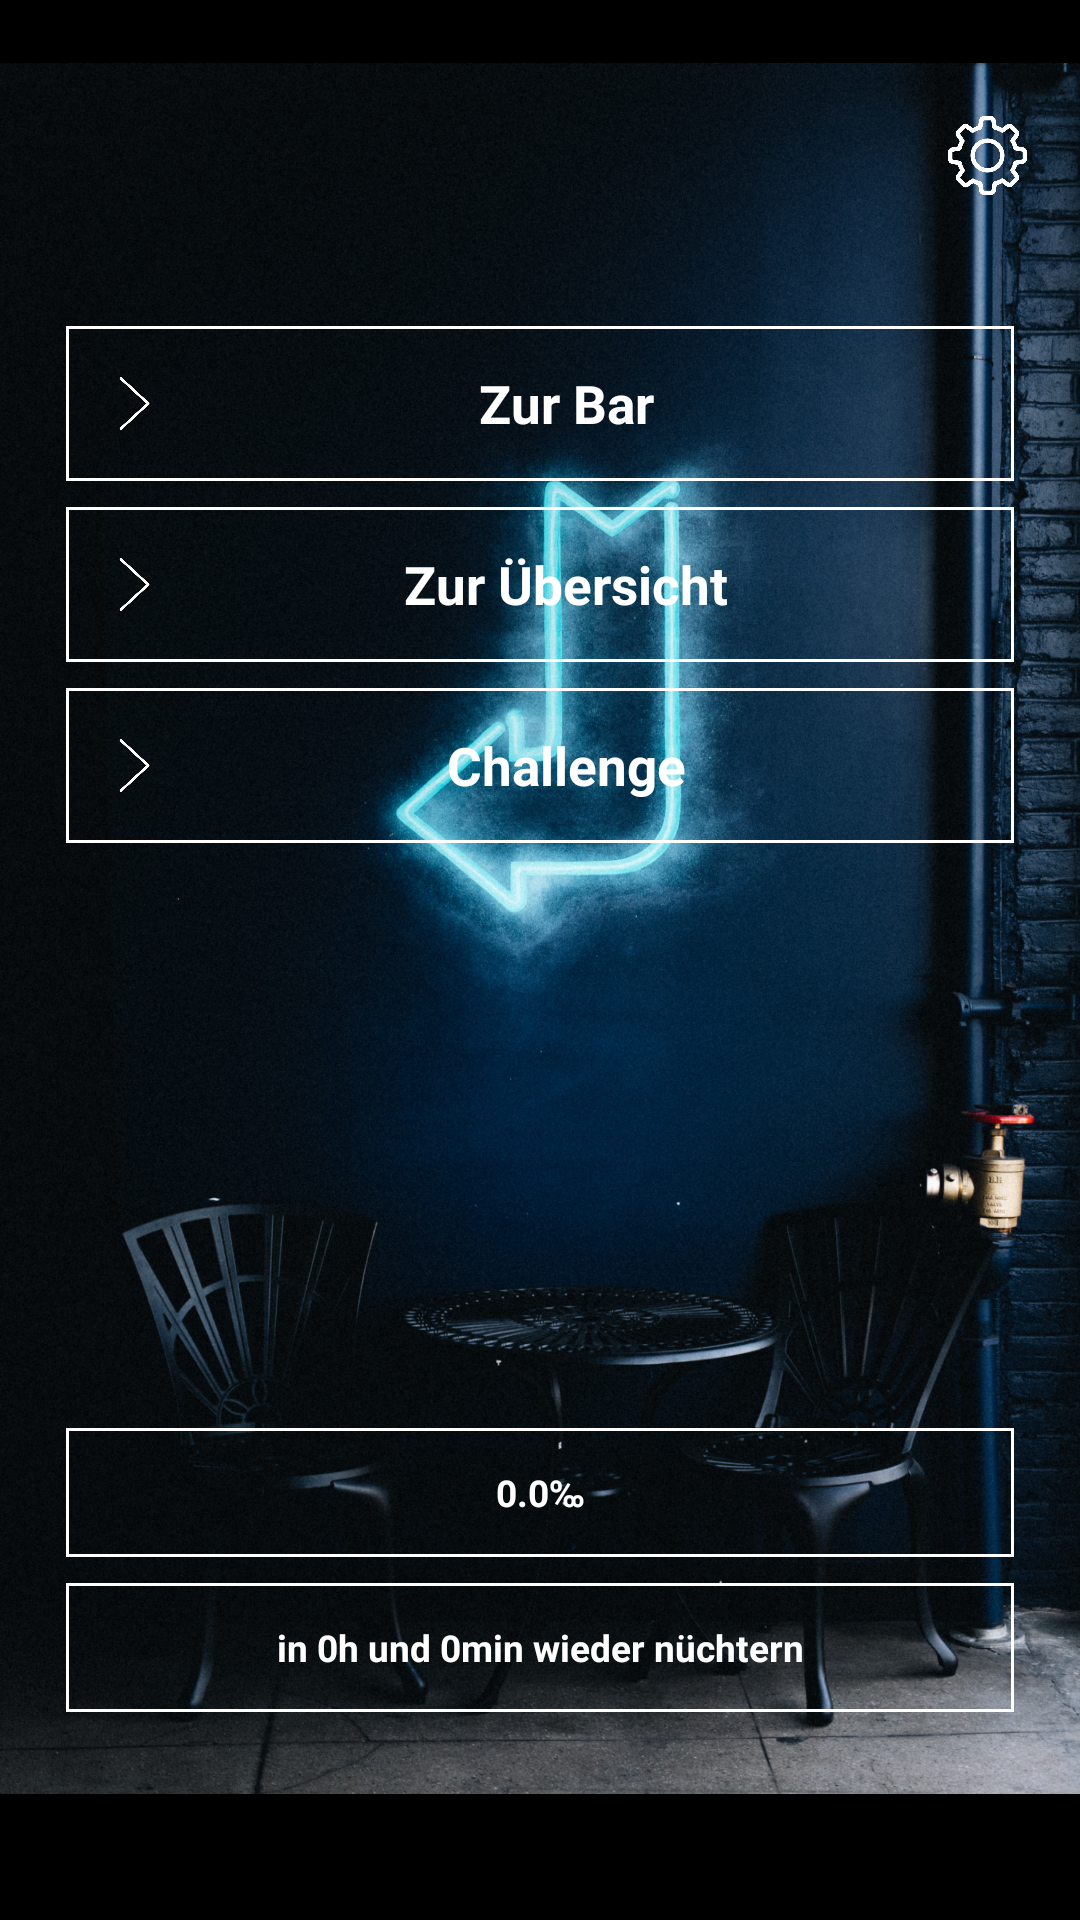 Zur Bar
Zur Übersicht
Challenge
0.0‰
in 0h und 0min wieder nüchtern